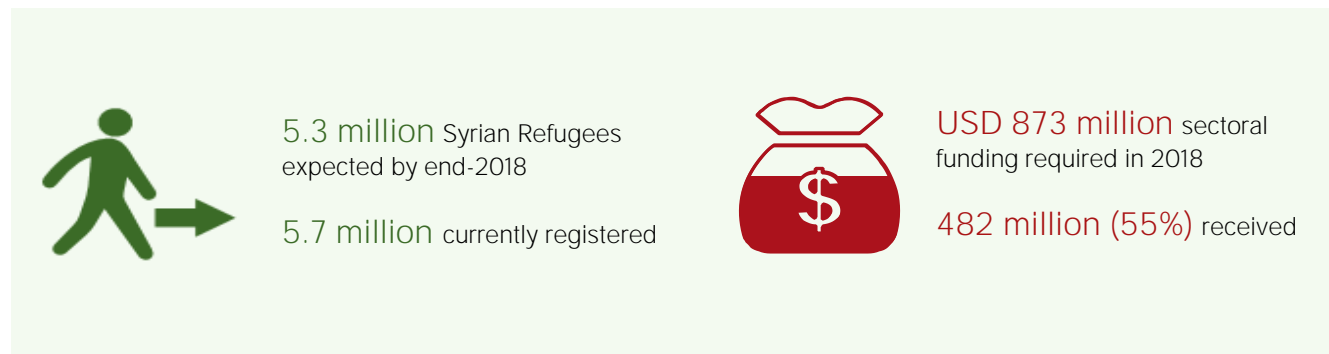 5.3 million Syrian Refugees
expected by end-2018
5.7 million currently registered
$
USD 873 million sectoral
funding required in 2018
482 million (55%) received